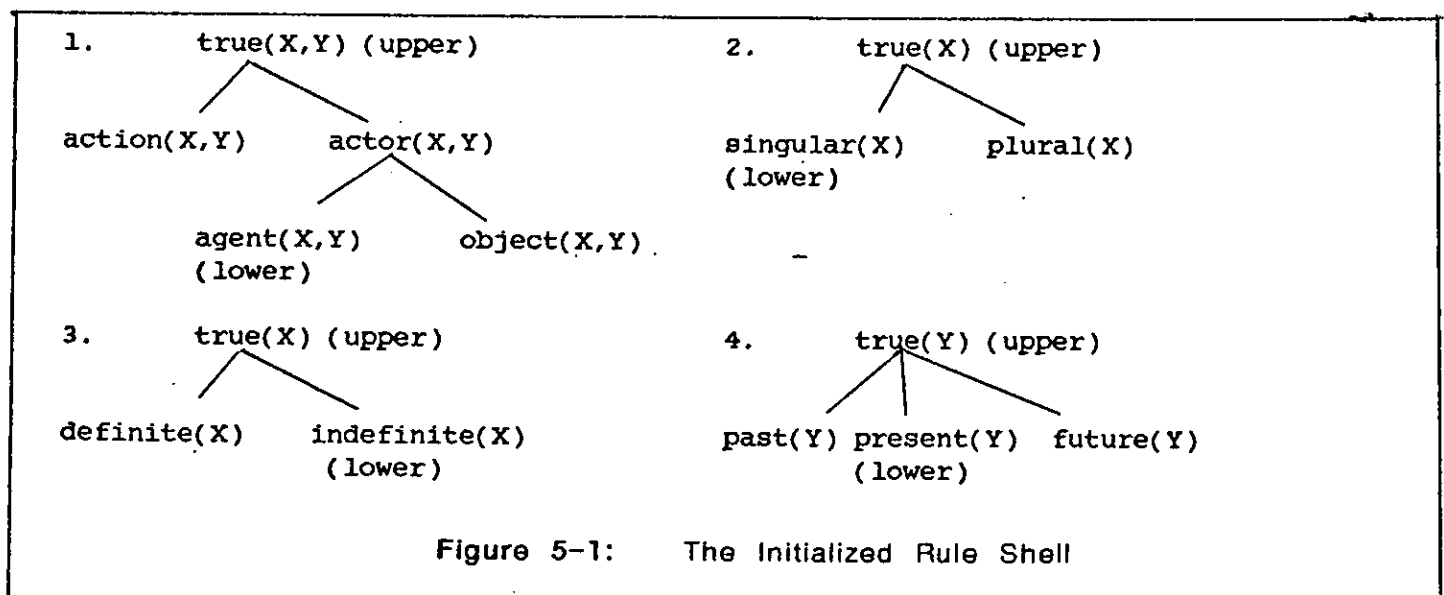 1. true(X,Y) (upper)
action(X,Y) actor(X,Y)
agent(X,Y) object(X,Y)
(lower)
2. true(X) (upper)
singular(X) plural(X)
(lower)
3. true(X) (upper)
definite(X) indefinite(X)
(lower)
4. true(Y) (upper)
past(Y) present(Y) future(Y)
(lower)
Figure 5-1: The Initialized Rule Shell